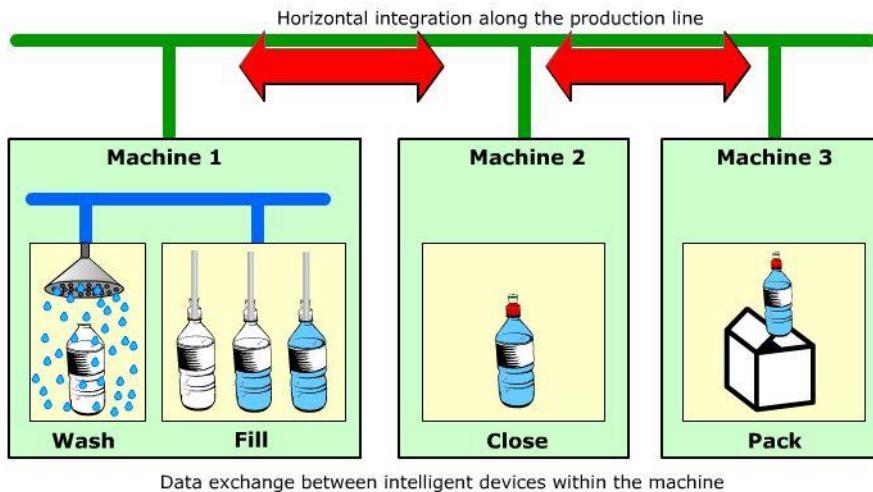 Horizontal integration along the production line
Machine 1
Machine 2
Machine 3
Wash
Fill
Close
Pack
Data exchange between intelligent devices within the machine